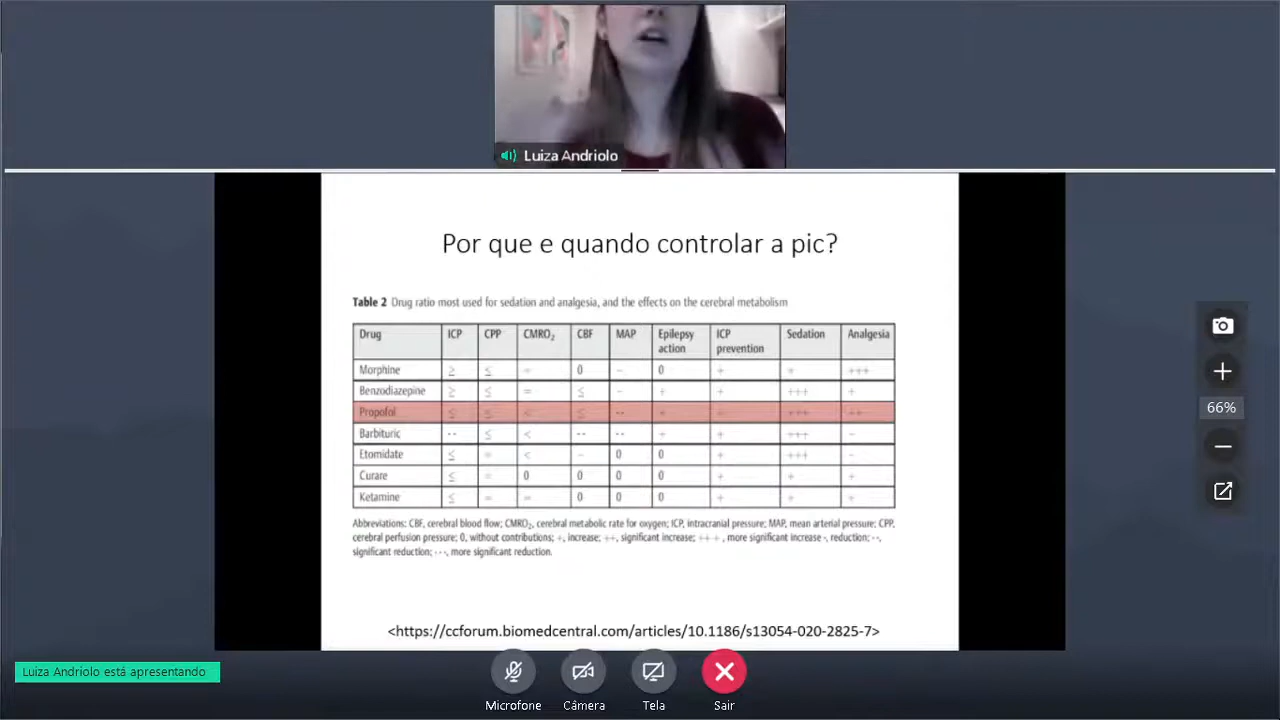 Luiza Andriolo
Por que e quando controlar a pic?
Table 2 Drug ratio most used for sedation and analgesia, and the effects on the cerebral metabolism
Drug ICP CPP CMRO₂ CBF MAP Epilepsy action ICP prevention Sedation Analgesia
Morphine ≥ ≤ = 0 - 0 + + +++
Benzodiazepine ≥ ≤ = ≤ - + + +++ +
Propofol ≤ ≤ < ≤ -- + +++ ++
Barbituric -- ≤ < -- -- + + +++ -
Etomidate ≤ = < - 0 0 + +++ -
Curare ≤ = 0 0 0 0 + + +
Ketamine ≤ = = 0 0 0 + + +
Abbreviations: CBF, cerebral blood flow; CMRO₂, cerebral metabolic rate for oxygen; ICP, intracranial pressure; MAP, mean arterial pressure; CPP,
cerebral perfusion pressure; 0, without contributions; +, increase; ++, significant increase; +++, more significant increase -, reduction; --,
significant reduction; ---, more significant reduction.
<https://ccforum.biomedcentral.com/articles/10.1186/s13054-020-2825-7>
66%
Luiza Andriolo está apresentando
Microfone Câmera Tela Sair